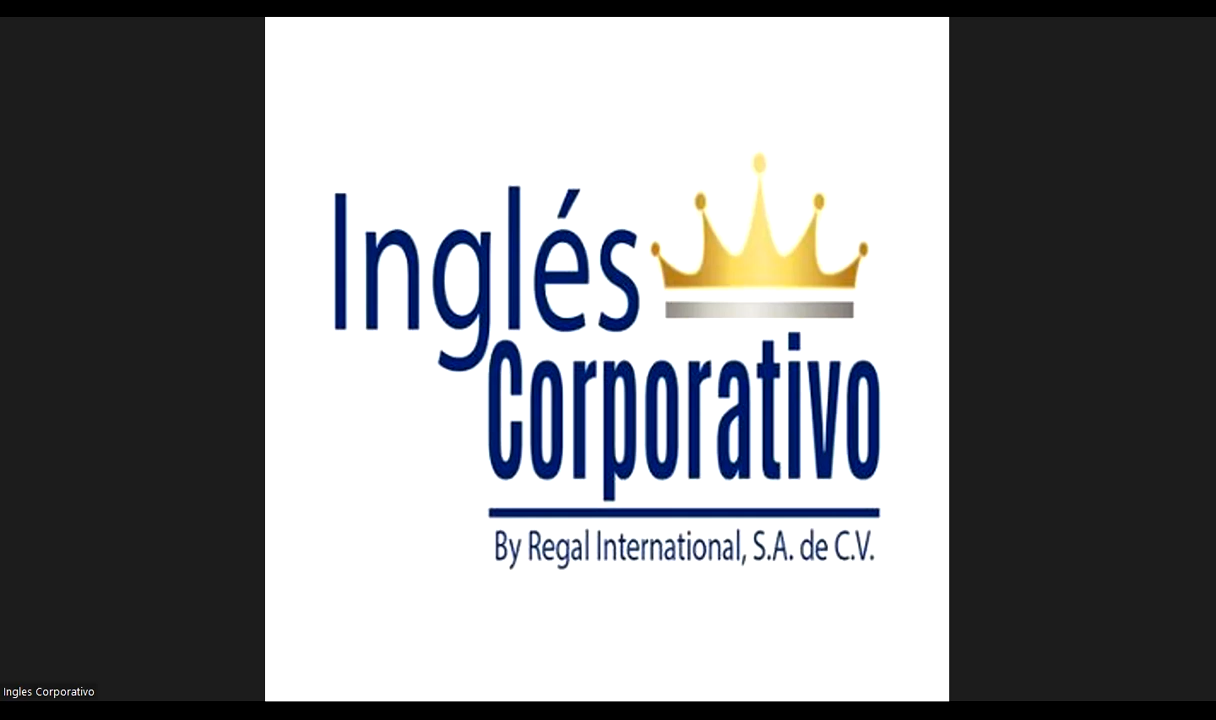 Inglés
Corporativo
By Regal International, S.A. de C.V.
Ingles Corporativo